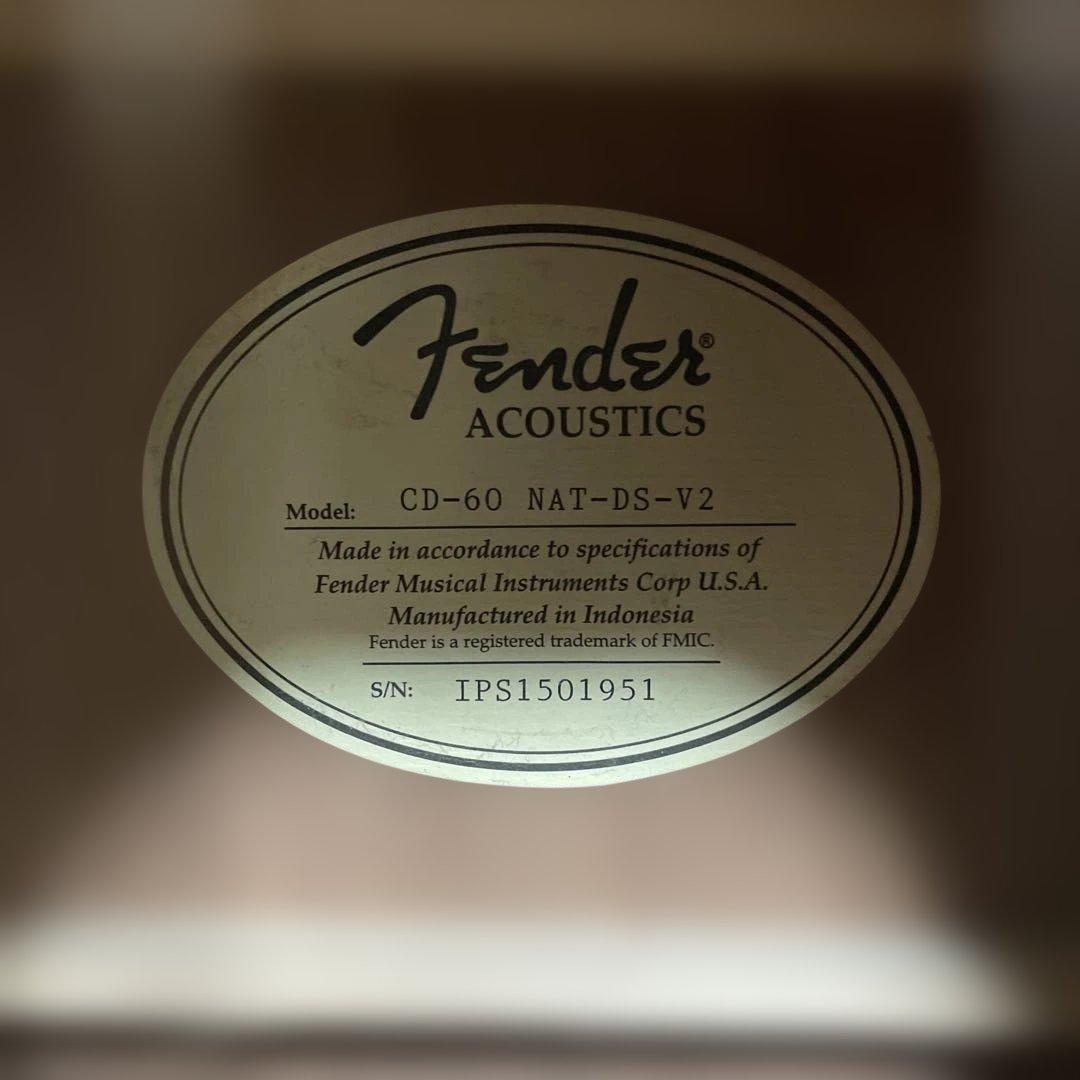 Fender®
ACOUSTICS
Model: CD-60 NAT-DS-V2
Made in accordance to specifications of
Fender Musical Instruments Corp U.S.A.
Manufactured in Indonesia
Fender is a registered trademark of FMIC.
S/N: IPS1501951